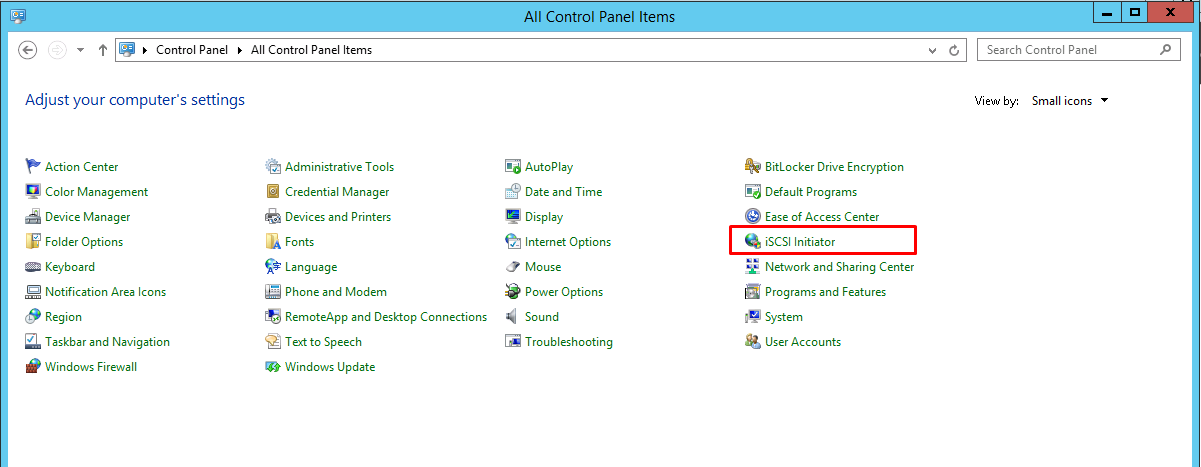 All Control Panel Items
Control Panel All Control Panel Items
Search Control Panel
Adjust your computer's settings
View by: Small icons
Action Center Administrative Tools AutoPlay BitLocker Drive Encryption
Color Management Credential Manager Date and Time Default Programs
Device Manager Devices and Printers Display Ease of Access Center
Folder Options Fonts Internet Options iSCSI Initiator
Keyboard Language Mouse Network and Sharing Center
Notification Area Icons Phone and Modem Power Options Programs and Features
Region RemoteApp and Desktop Connections Sound System
Taskbar and Navigation Text to Speech Troubleshooting User Accounts
Windows Firewall Windows Update